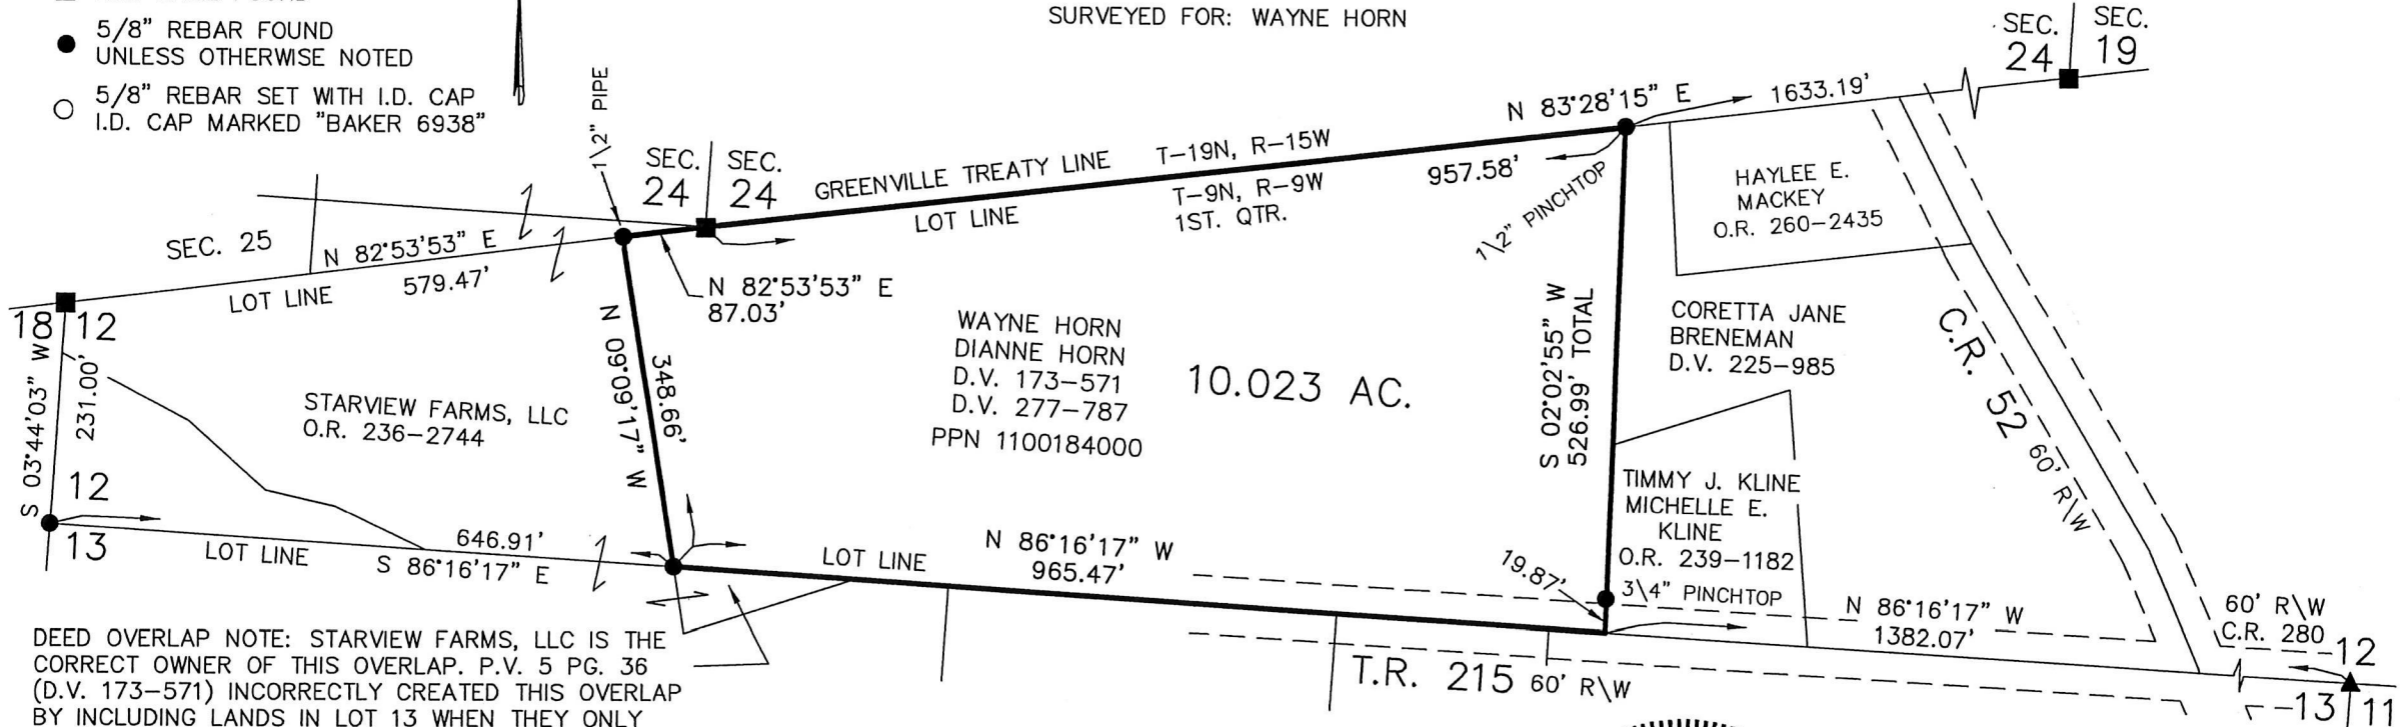 SURVEYED FOR: WAYNE HORN
5/8" REBAR FOUND
UNLESS OTHERWISE NOTED
5/8" REBAR SET WITH I.D. CAP
I.D. CAP MARKED "BAKER 6938"
SEC. 24
SEC. 19
1\2" PIPE
SEC. 24
SEC. 24
GREENVILLE TREATY LINE
LOT LINE
T-19N, R-15W
T-9N, R-9W
1ST. QTR.
N 83°28'15" E
957.58'
1633.19'
1\2" PINCHTOP
HAYLEE E.
MACKEY
O.R. 260-2435
SEC. 25
N 82°53'53" E
579.47'
LOT LINE
N 82°53'53" E
87.03'
18
12
S 03°44'03" W
231.00'
12
13
STARVIEW FARMS, LLC
O.R. 236-2744
N 09°09'17" W
348.66'
WAYNE HORN
DIANNE HORN
D.V. 173-571
D.V. 277-787
PPN 1100184000
10.023 AC.
S 02°02'55" W
526.99' TOTAL
CORETTA JANE
BRENEMAN
D.V. 225-985
C.R. 52 60' R\W
TIMMY J. KLINE
MICHELLE E.
KLINE
O.R. 239-1182
3\4" PINCHTOP
19.87'
LOT LINE
646.91'
S 86°16'17" E
LOT LINE
N 86°16'17" W
965.47'
N 86°16'17" W
1382.07'
60' R\W
C.R. 280
12
13
11
T.R. 215 60' R\W
DEED OVERLAP NOTE: STARVIEW FARMS, LLC IS THE
CORRECT OWNER OF THIS OVERLAP. P.V. 5 PG. 36
(D.V. 173-571) INCORRECTLY CREATED THIS OVERLAP
BY INCLUDING LANDS IN LOT 13 WHEN THEY ONLY